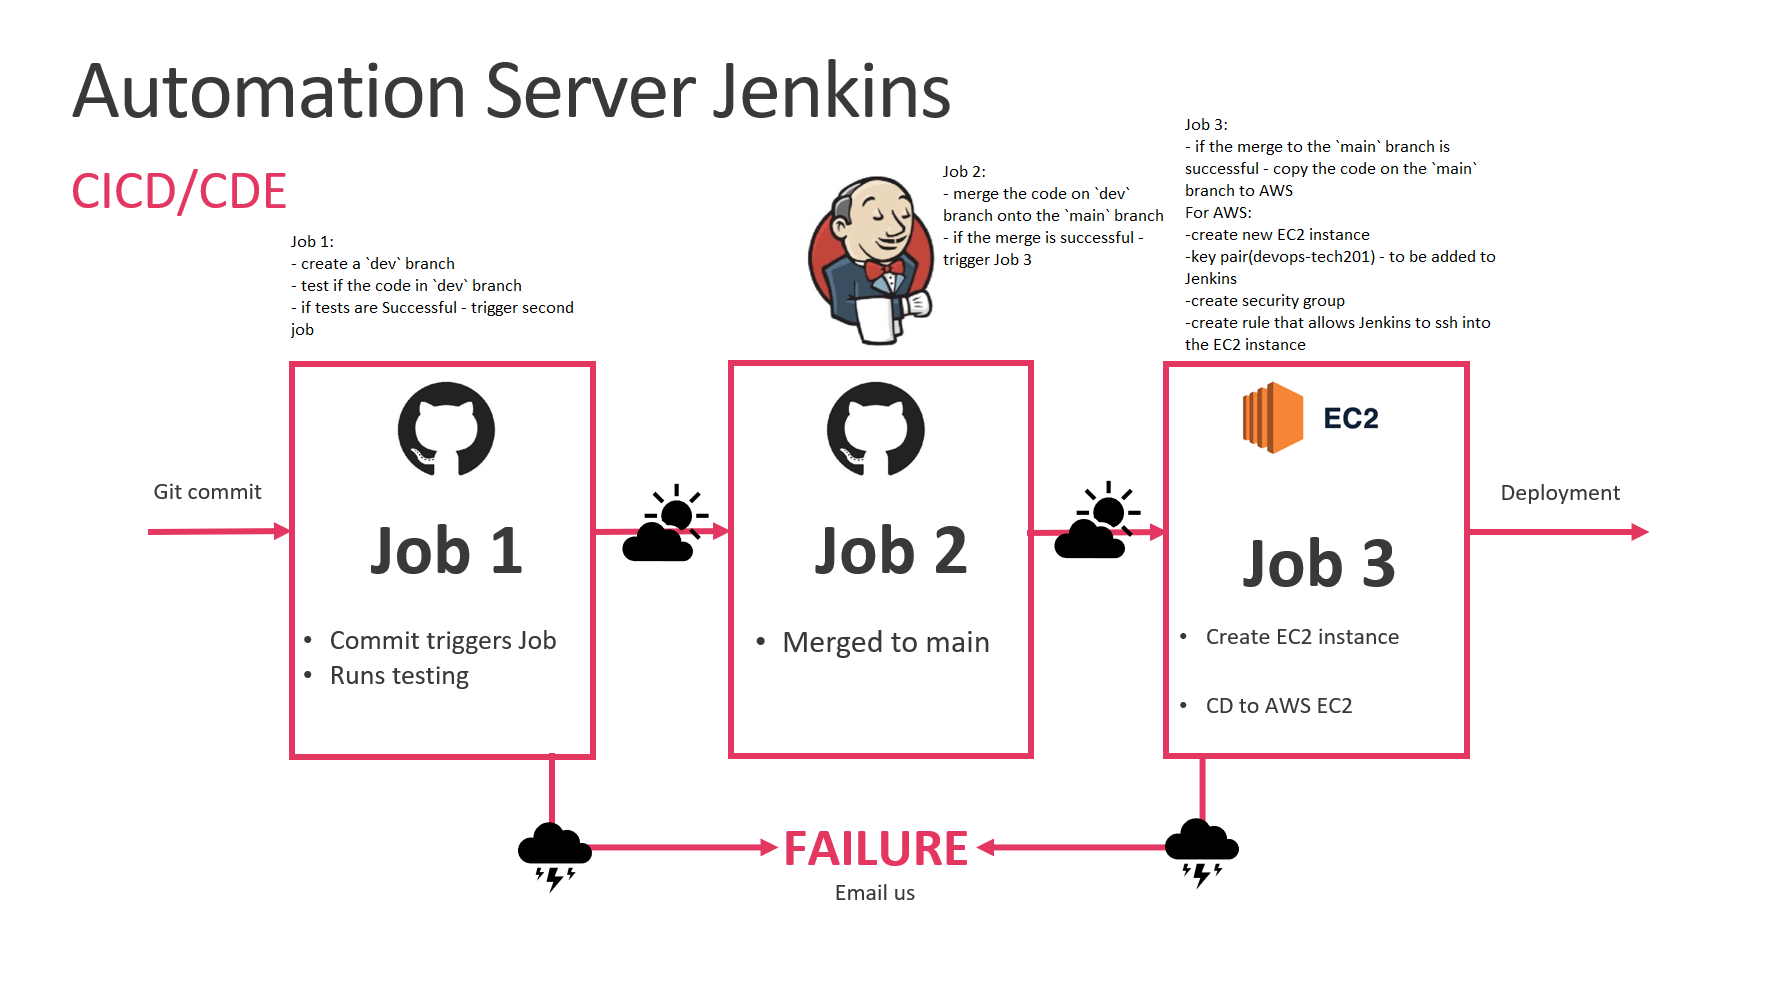 Automation Server Jenkins
CICD/CDE
Job 1:
- create a `dev` branch
- test if the code in `dev` branch
- if tests are Successful - trigger second
job
Job 2:
- merge the code on `dev`
branch onto the `main` branch
- if the merge is successful -
trigger Job 3
Job 3:
- if the merge to the `main` branch is
successful - copy the code on the `main`
branch to AWS
For AWS:
-create new EC2 instance
-key pair(devops-tech201) - to be added to
Jenkins
-create security group
-create rule that allows Jenkins to ssh into
the EC2 instance
Git commit
Job 1
• Commit triggers Job
• Runs testing
Job 2
• Merged to main
EC2
Job 3
• Create EC2 instance
• CD to AWS EC2
Deployment
FAILURE
Email us